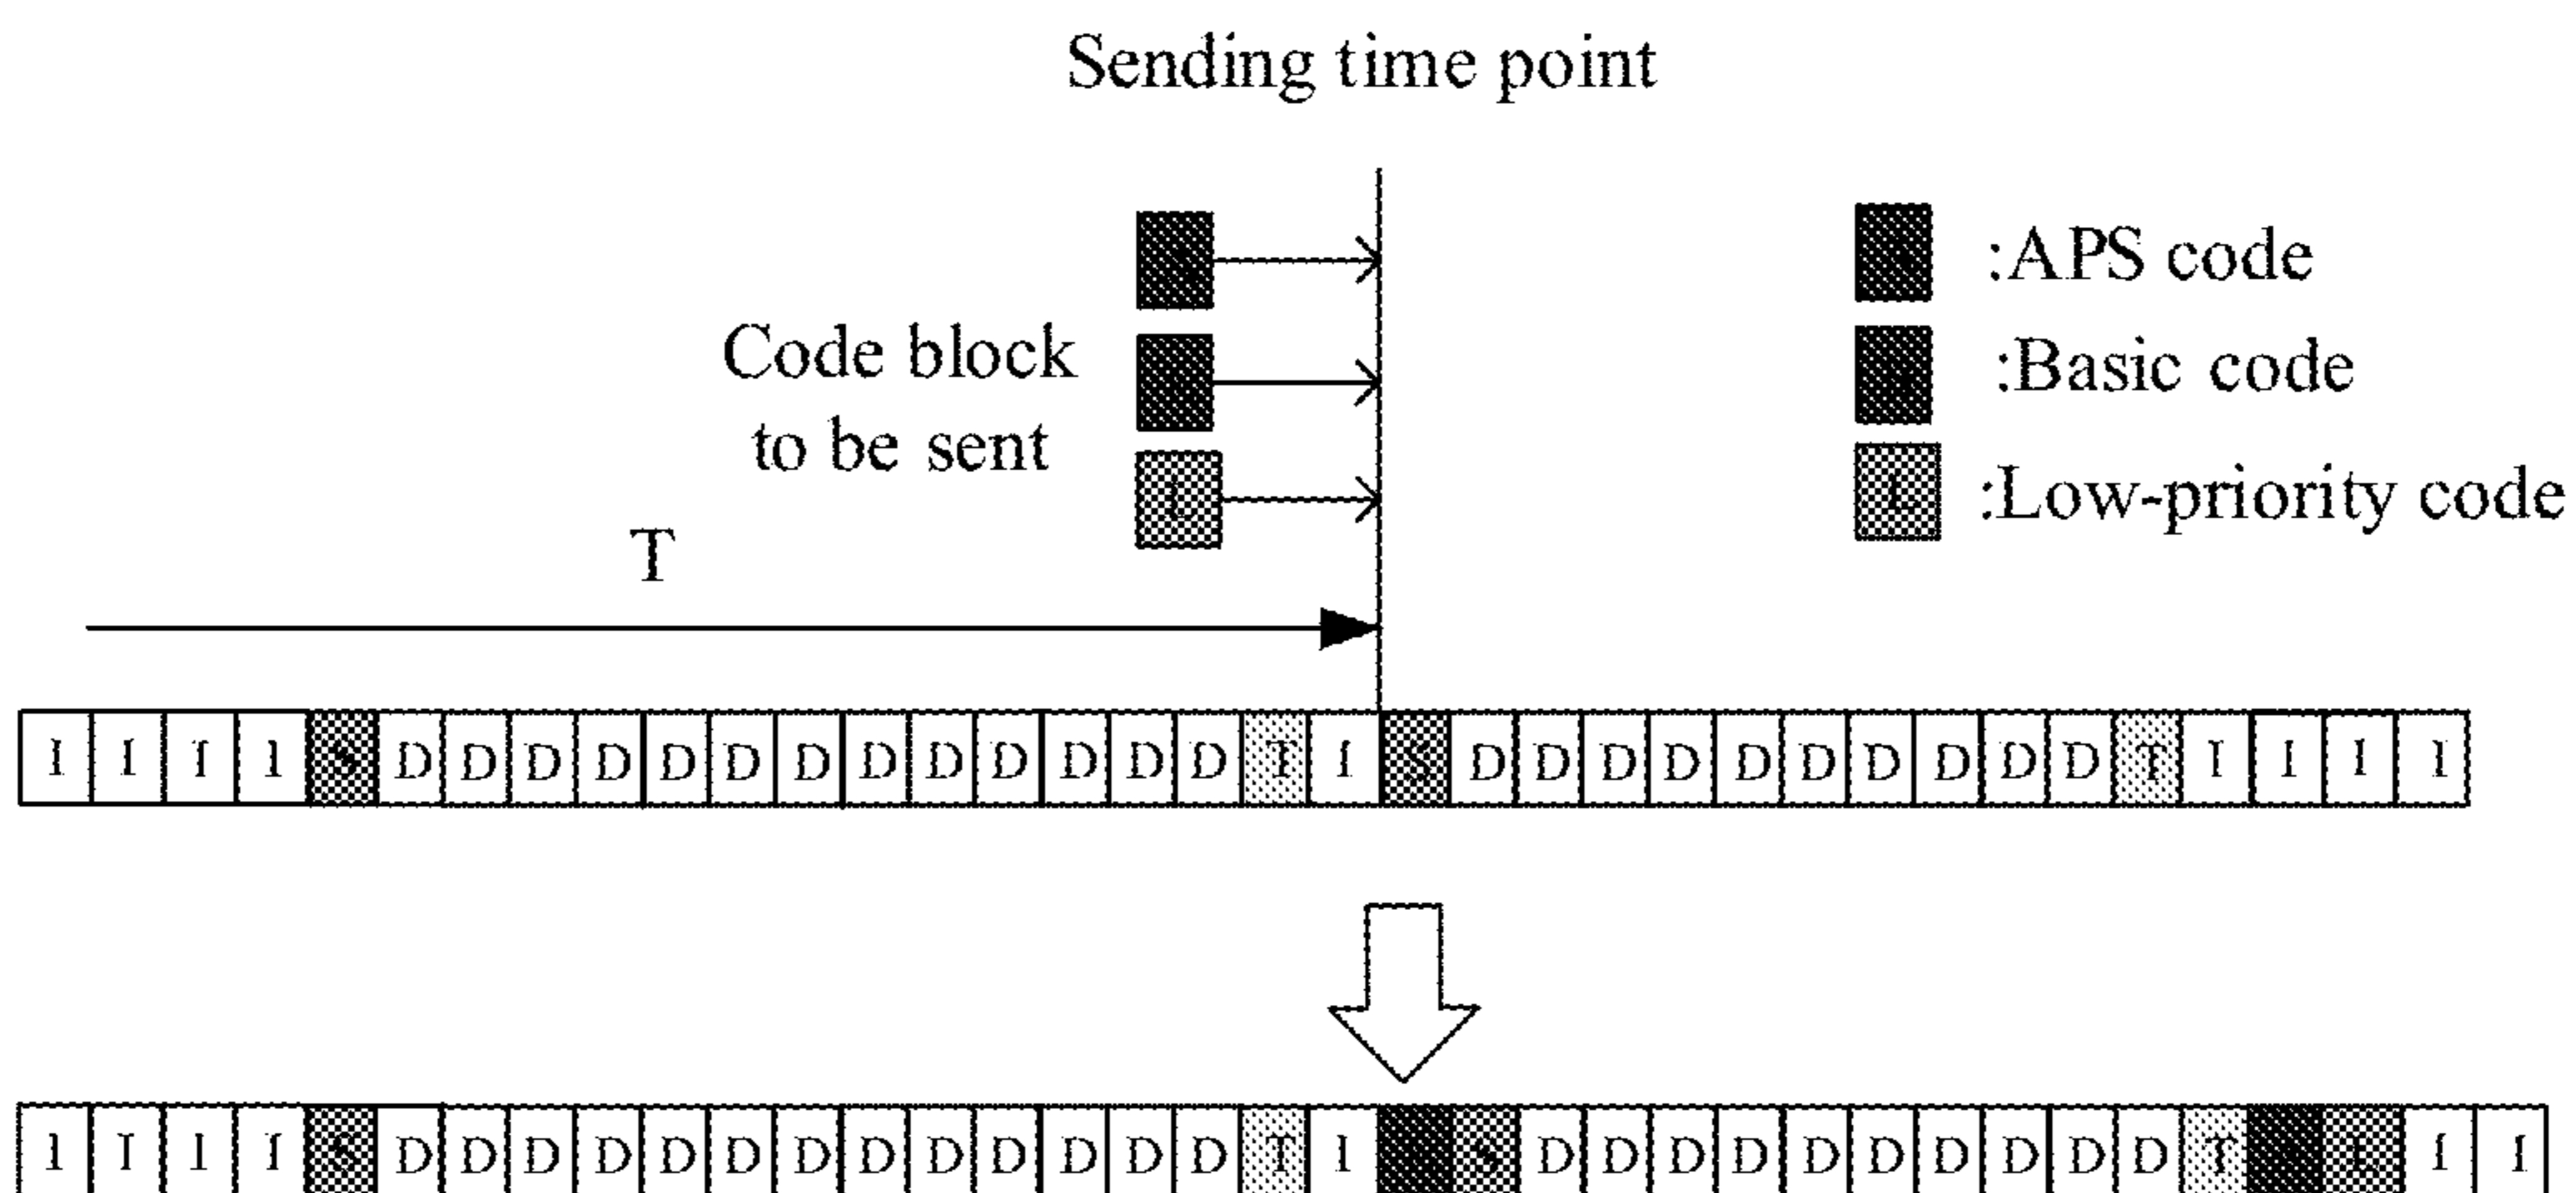 Sending time point
:APS code
:Basic code
Code block
to be sent
L
L :Low-priority code
T
I I I I S D D D D D D D D D D D D D T I S D D D D D D D D D D T I I I I
I I I I S D D D D D D D D D D D D D T I S D D D D D D D D D D T L I I